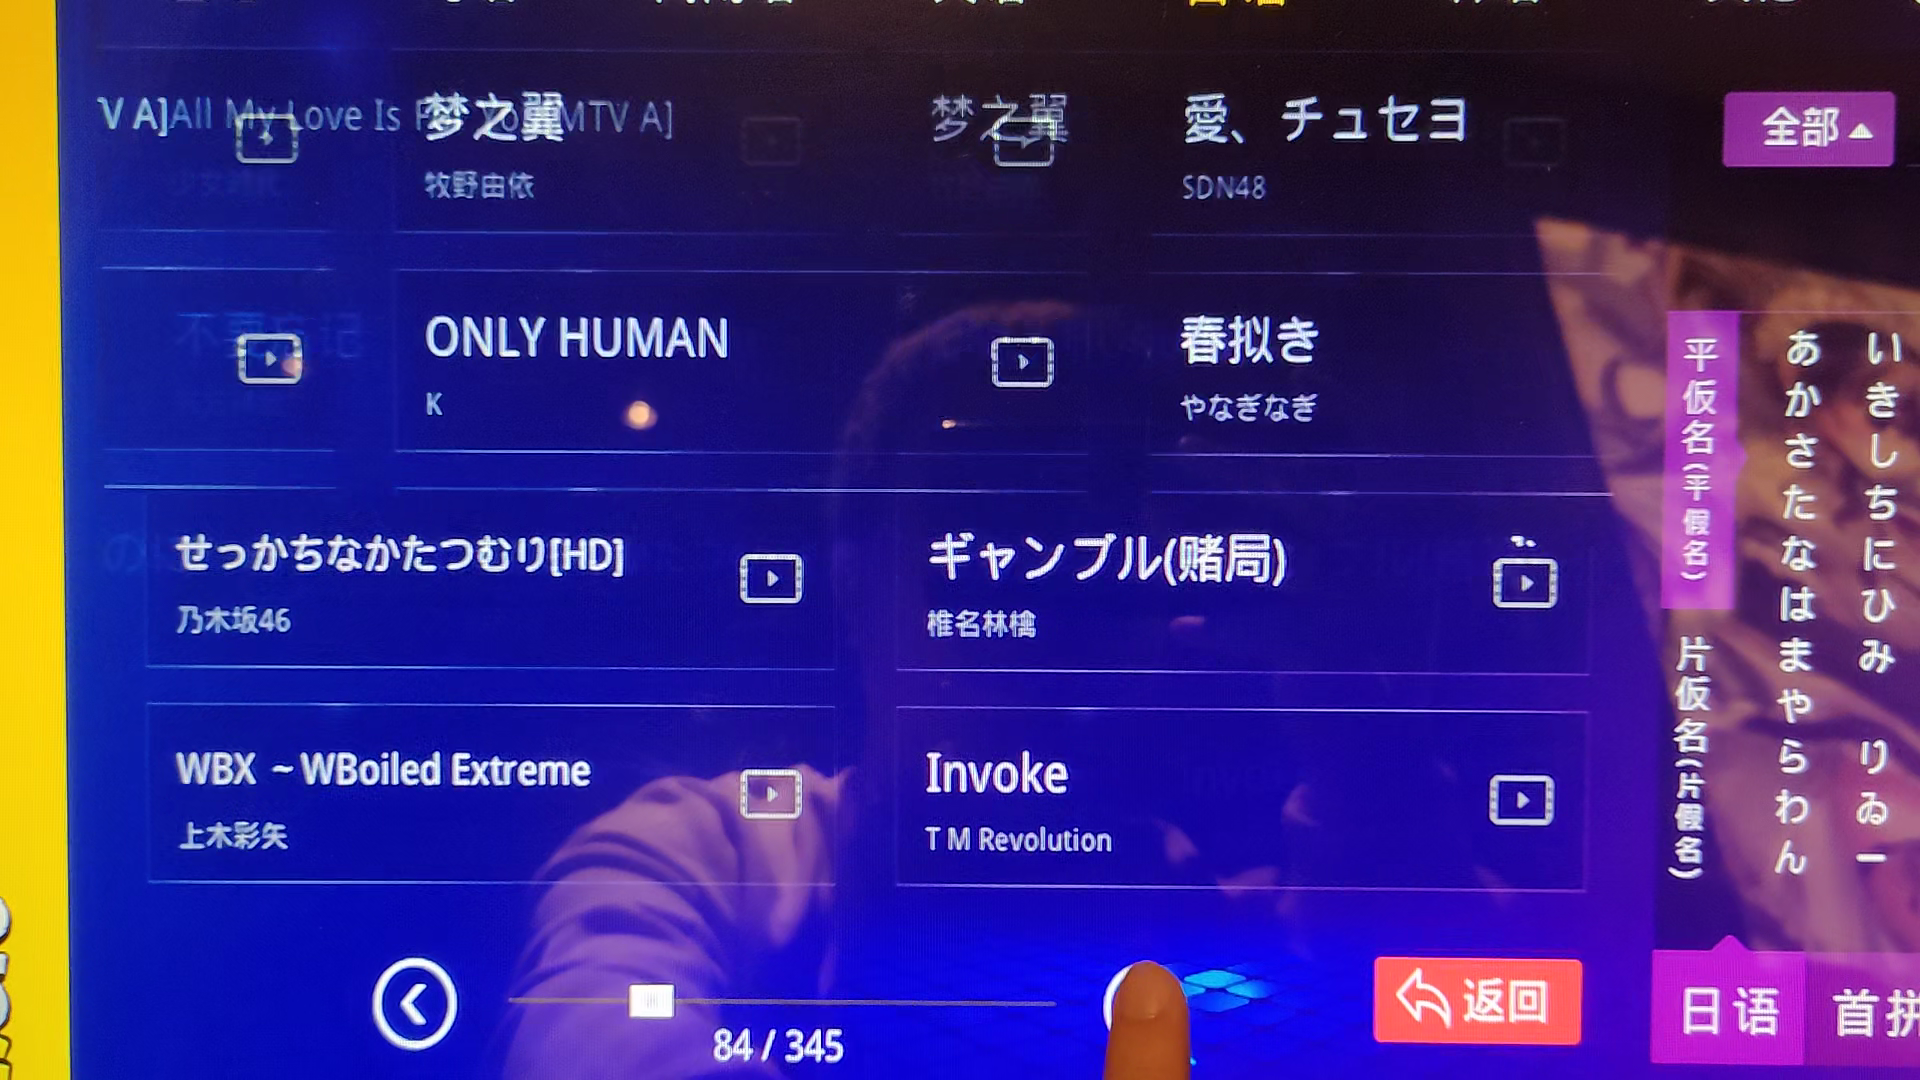 V A]All My Love Is For You[MTV A]
梦之翼
梦之翼
愛、チュセヨ
全部
牧野由依
SDN48
ONLY HUMAN
春拟き
K
やなぎなぎ
せっかちなかたつむり[HD]
ギャンブル(赌局)
乃木坂46
椎名林檎
WBX ~WBoiled Extreme
Invoke
上木彩矢
T M Revolution
84 / 345
返回
平仮名(平假名)
片仮名(片假名)
あかさたなはまやらわん
いきしちにひみ りゐー
日语
首拼